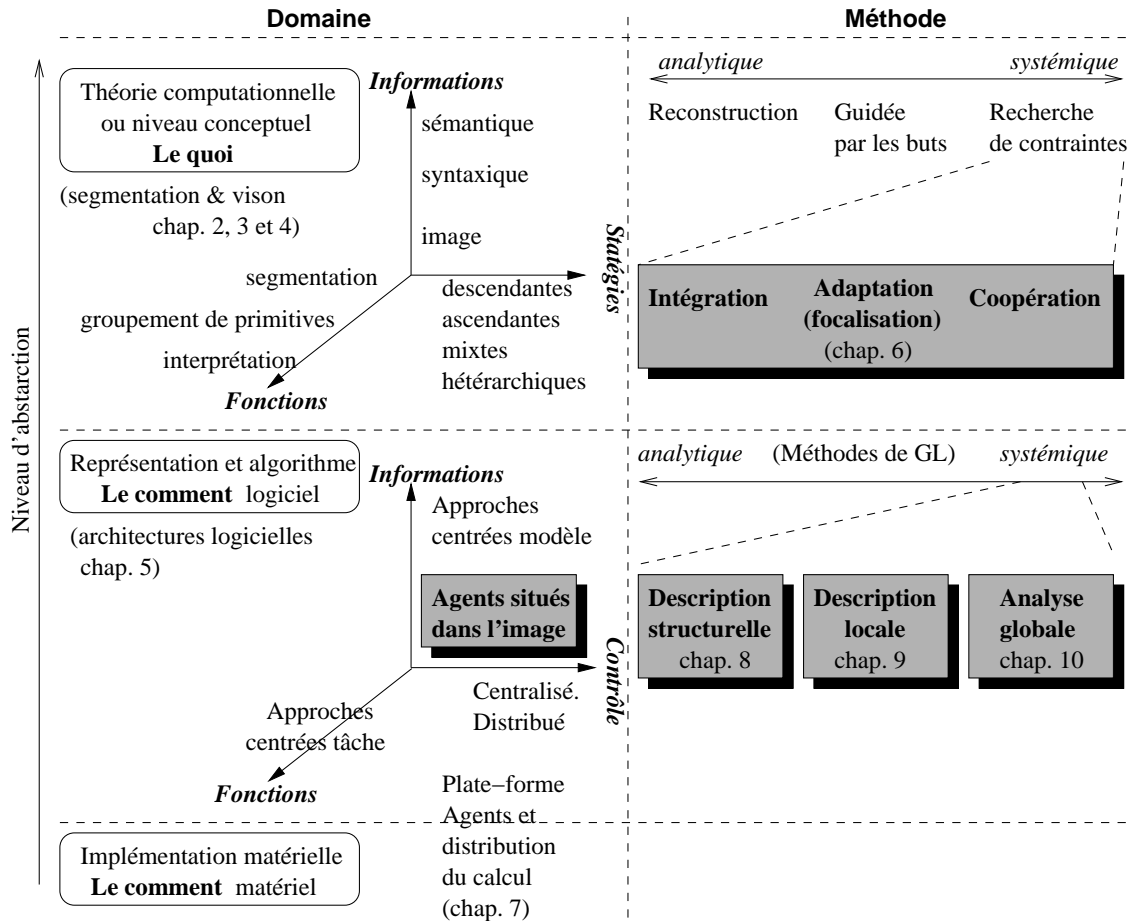 Domaine
Méthode
Niveau d'abstarction
Théorie computationnelle
ou niveau conceptuel
Le quoi
(segmentation & vison
chap. 2, 3 et 4)
Informations
sémantique
syntaxique
image
segmentation
groupement de primitives
interprétation
Fonctions
descendantes
ascendantes
mixtes
hétérarchiques
Statégies
analytique
systémique
Reconstruction
Guidée
par les buts
Recherche
de contraintes
Intégration
Adaptation
(focalisation)
(chap. 6)
Coopération
Représentation et algorithme
Le comment logiciel
(architectures logicielles
chap. 5)
Informations
Approches
centrées modèle
Agents situés
dans l'image
Contrôle
Centralisé.
Distribué
Approches
centrées tâche
Fonctions
analytique
(Méthodes de GL)
systémique
Description
structurelle
chap. 8
Description
locale
chap. 9
Analyse
globale
chap. 10
Implémentation matérielle
Le comment matériel
Plate−forme
Agents et
distribution
du calcul
(chap. 7)